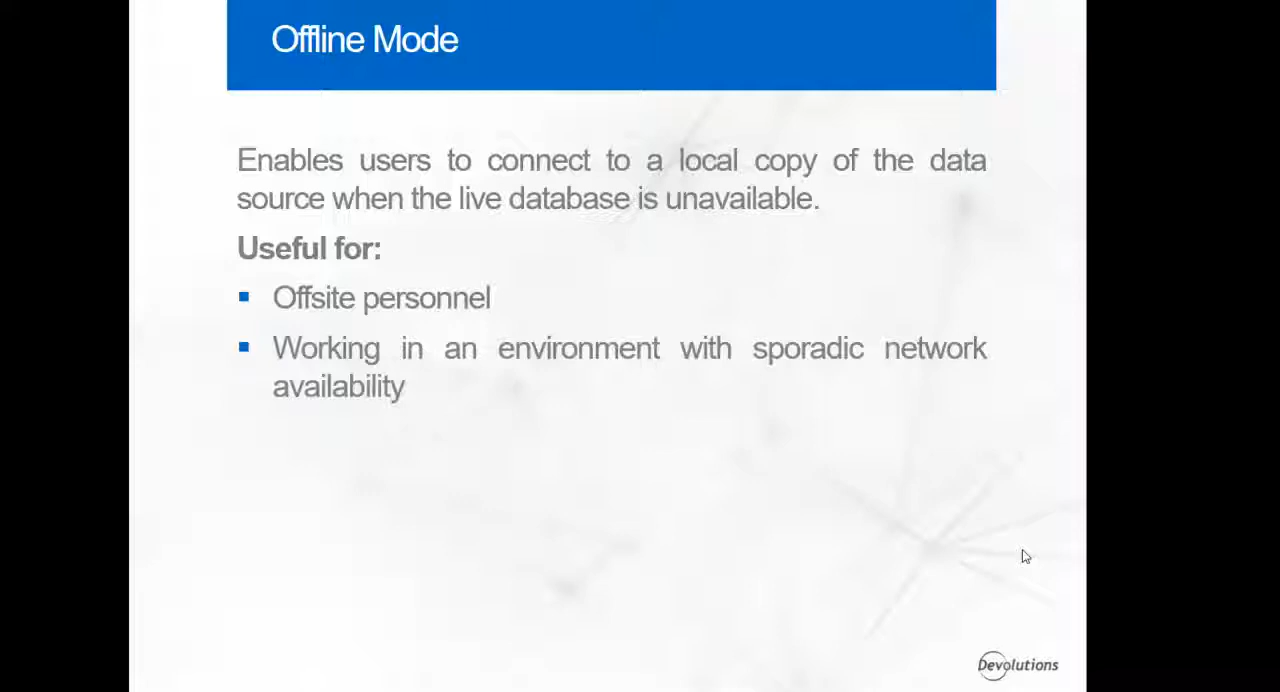 Offline Mode
Enables users to connect to a local copy of the data
source when the live database is unavailable.
Useful for:
Offsite personnel
Working in an environment with sporadic network
availability
Devolutions